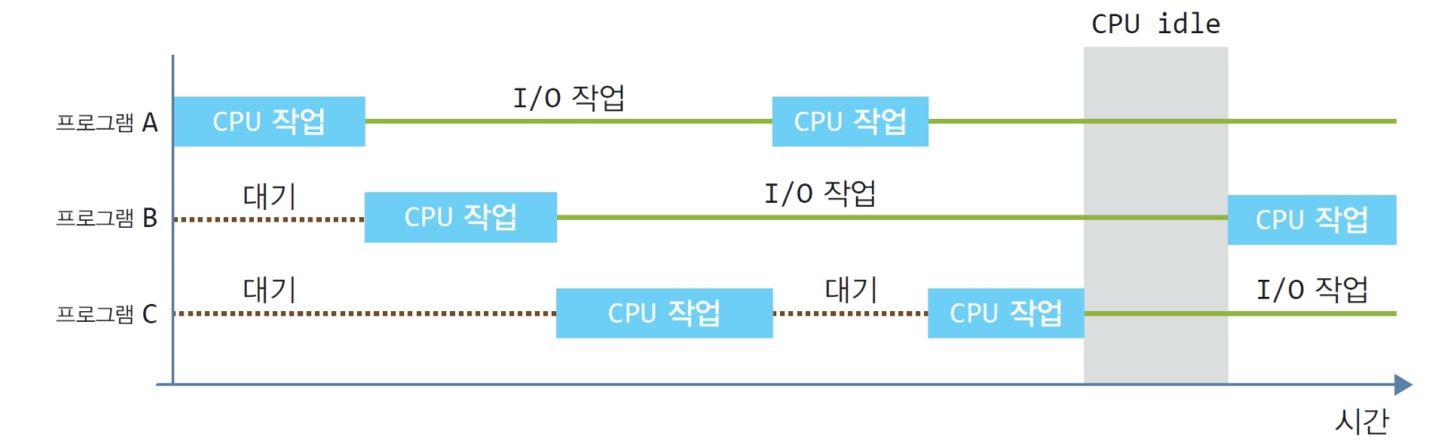 CPU idle
I/O 작업
프로그램 A
CPU 작업
CPU 작업
대기
I/O 작업
프로그램 B
CPU 작업
CPU 작업
대기
대기
I/O 작업
프로그램 C
CPU 작업
CPU 작업
시간